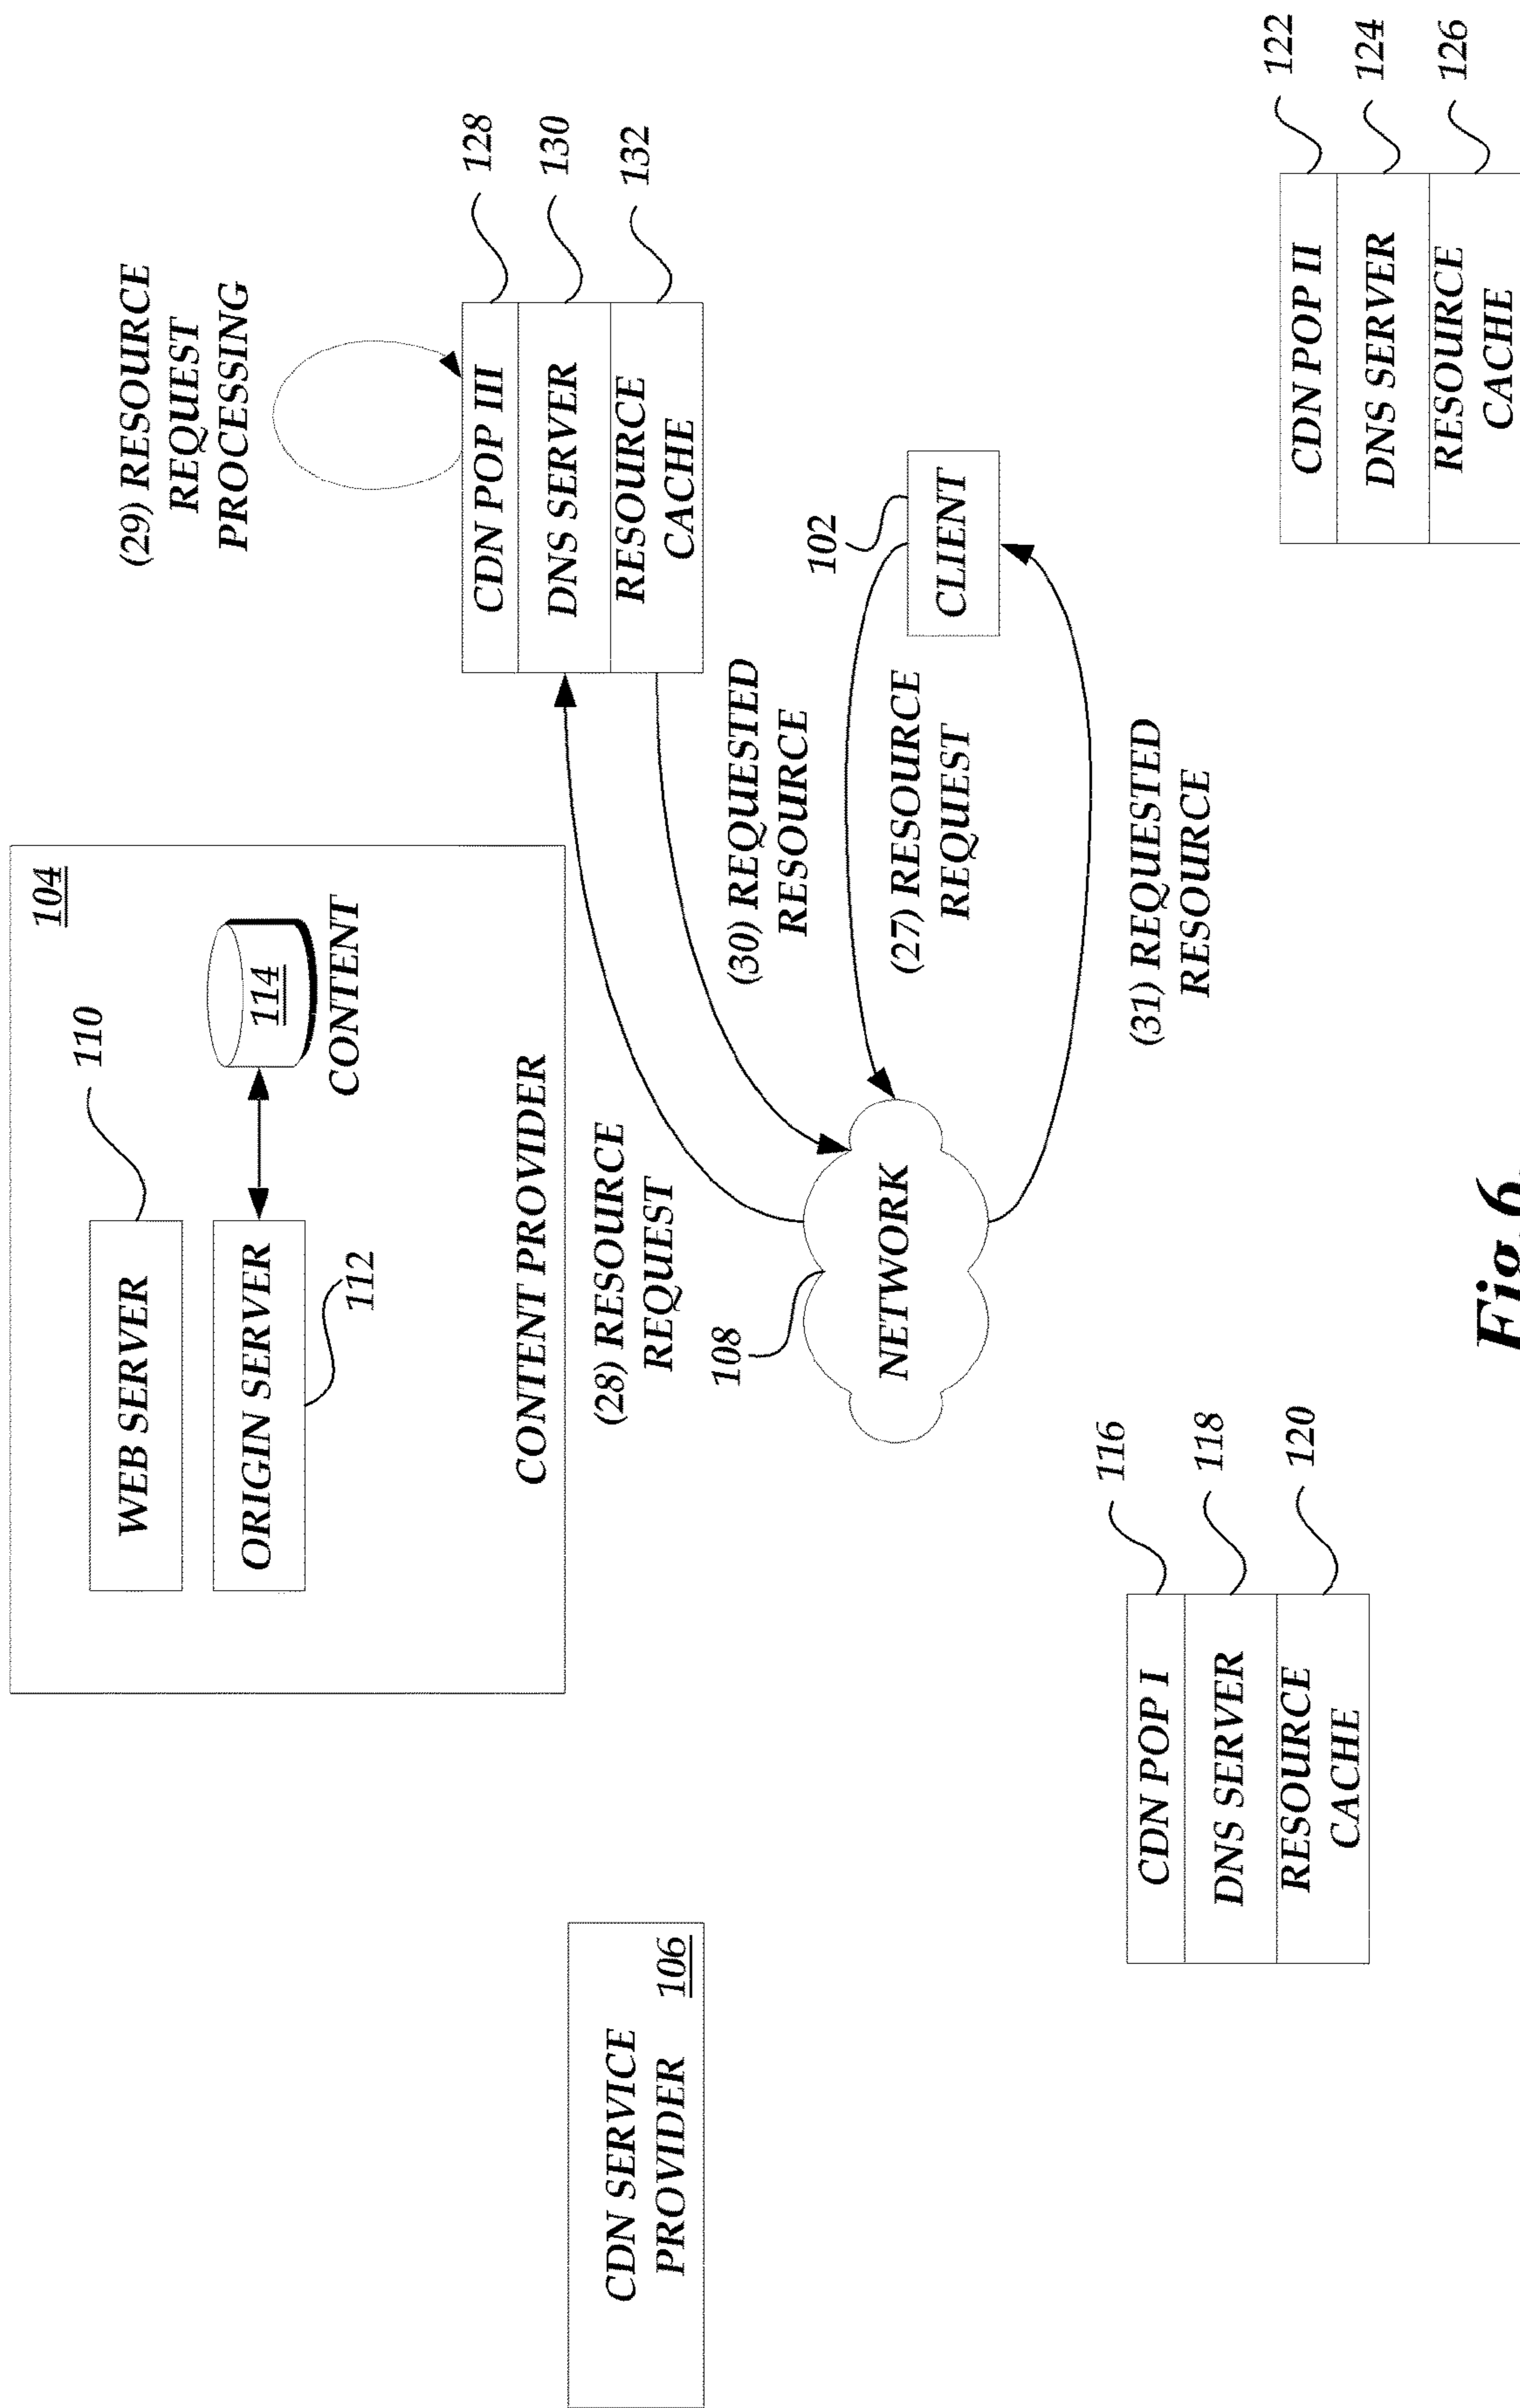 104
110
WEB SERVER
ORIGIN SERVER
112
114
CONTENT
CONTENT PROVIDER
CDN SERVICE
PROVIDER
106
(29) RESOURCE
REQUEST
PROCESSING
CDN POP III
DNS SERVER
RESOURCE
CACHE
128
130
132
(28) RESOURCE
REQUEST
(30) REQUESTED
RESOURCE
(27) RESOURCE
REQUEST
102
CLIENT
108
NETWORK
(31) REQUESTED
RESOURCE
CDN POP I
DNS SERVER
RESOURCE
CACHE
116
118
120
CDN POP II
DNS SERVER
RESOURCE
CACHE
122
124
126
Fig.6.